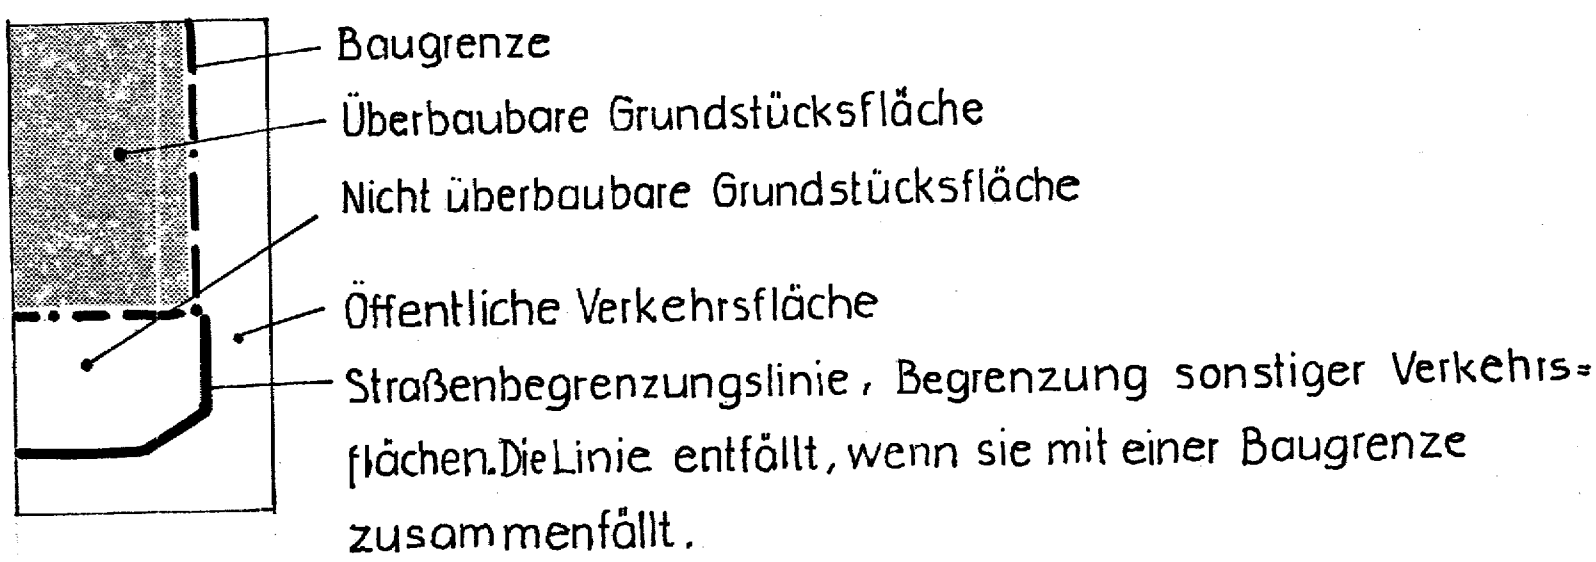 Baugrenze
Überbaubare Grundstücksfläche
Nicht überbaubare Grundstücksfläche
Öffentliche Verkehrsfläche
Straßenbegrenzungslinie, Begrenzung sonstiger Verkehrs=
flächen. Die Linie entfällt, wenn sie mit einer Baugrenze
zusammenfällt.